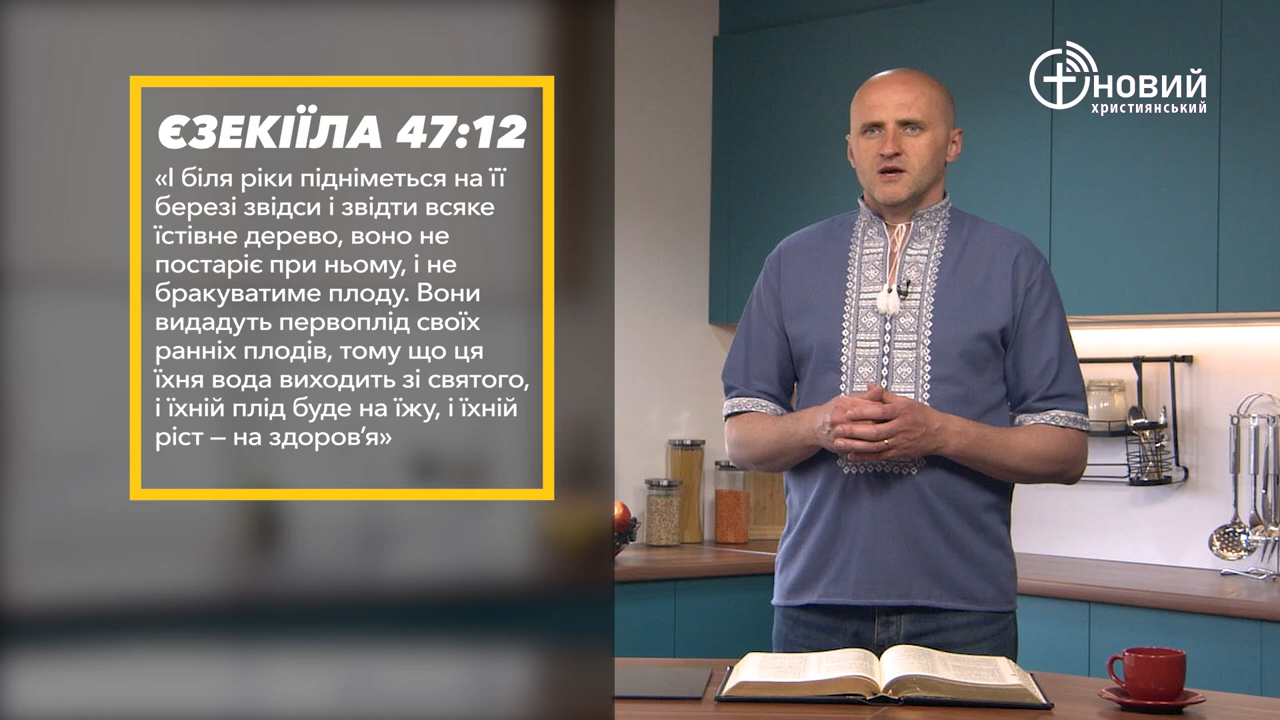 ЄЗЕКІЇЛА 47:12
«І біля ріки підніметься на її
березі звідси і звідти всяке
їстівне дерево, воно не
постаріє при ньому, і не
бракуватиме плоду. Вони
видадуть первоплід своїх
ранніх плодів, тому що ця
їхня вода виходить зі святого,
і їхній плід буде на їжу, і їхній
ріст – на здоров’я»
НОВИЙ
християнський